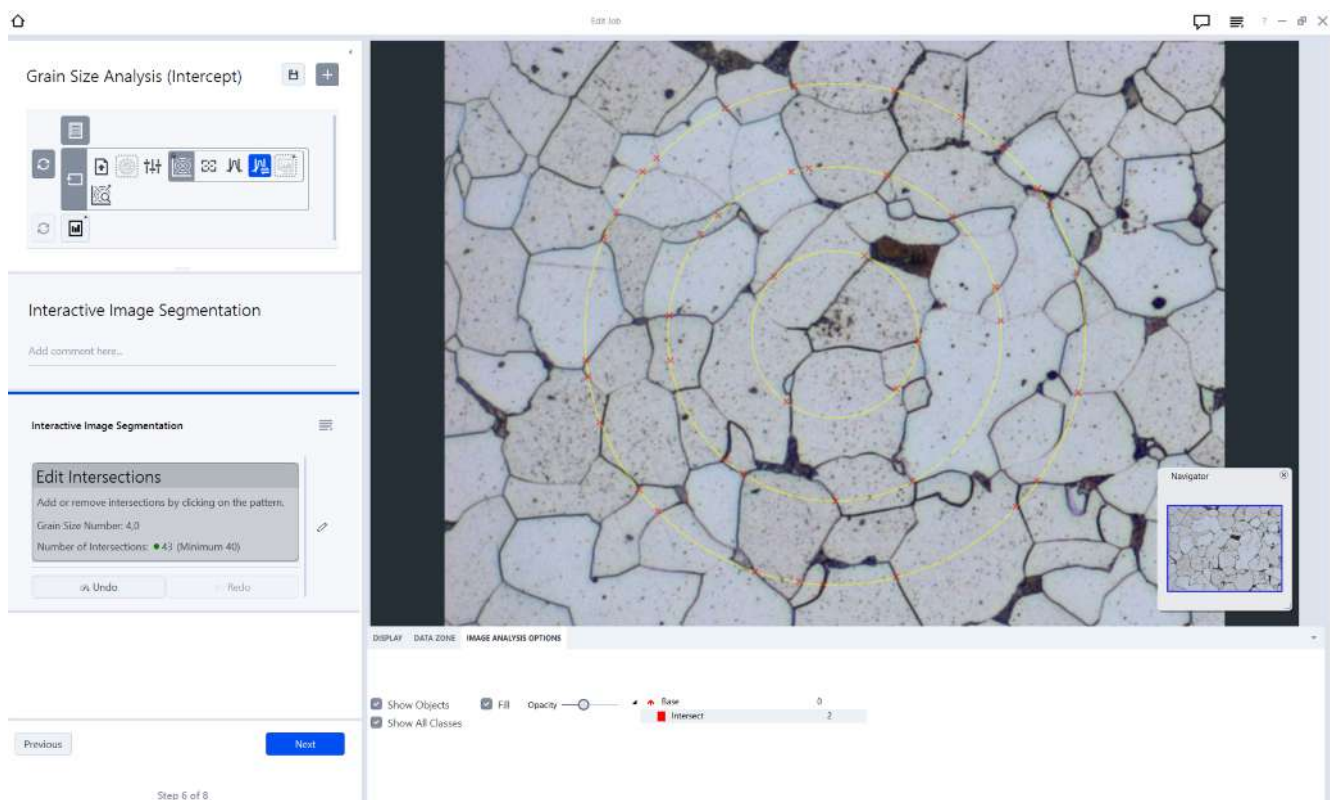 Edit Job
?
Grain Size Analysis (Intercept)
Interactive Image Segmentation
Add comment here...
Interactive Image Segmentation
Edit Intersections
Add or remove intersections by clicking on the pattern.
Grain Size Number: 4,0
Number of Intersections: 43 (Minimum 40)
Undo
Redo
Previous
Next
Step 6 of 8
Navigator
DISPLAY DATA ZONE IMAGE ANALYSIS OPTIONS
Show Objects Fill Opacity Base 0
Show All Classes Intersect 2